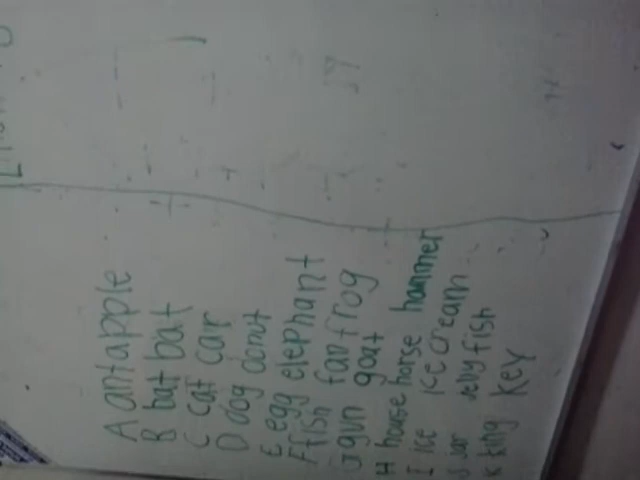 A ant apple
B bat bat
C cat car
D dog donut
E egg elephant
F fish fan frog
G gun goat
H house horse hammer
I ice ice cream
J jar jelly fish
K king key